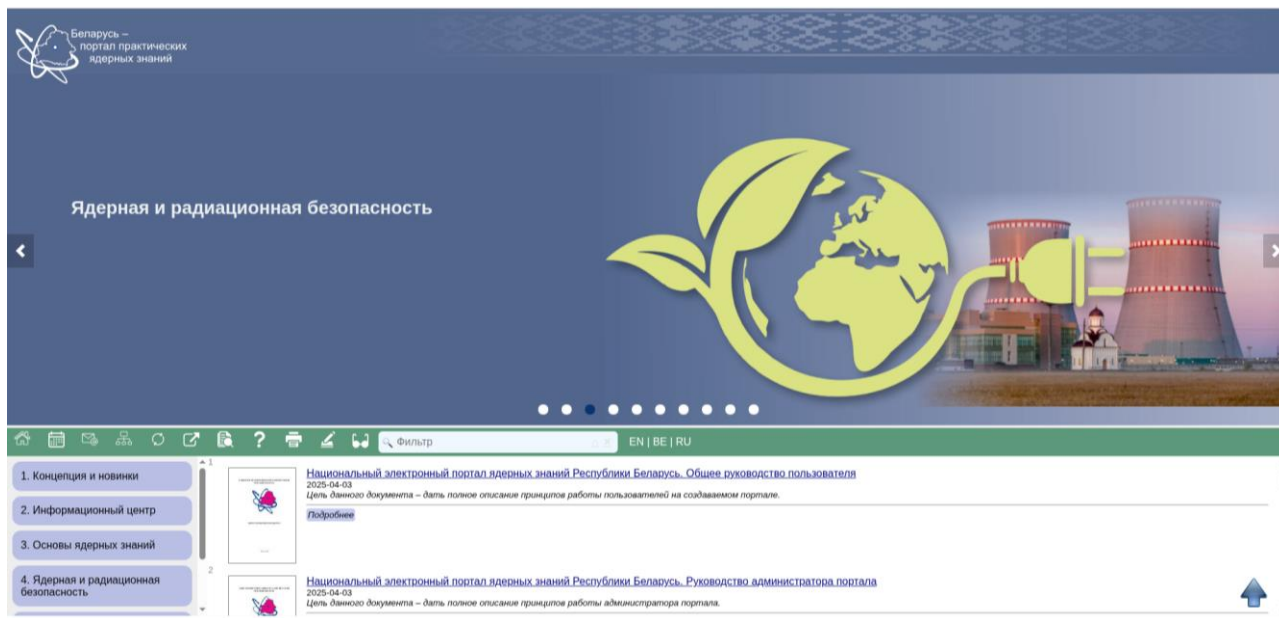 Беларусь –
портал практических
ядерных знаний
Ядерная и радиационная безопасность
Фильтр
EN | BE | RU
1. Концепция и новинки
2. Информационный центр
3. Основы ядерных знаний
4. Ядерная и радиационная
безопасность
1
Национальный электронный портал ядерных знаний Республики Беларусь. Общее руководство пользователя
2025-04-03
Цель данного документа – дать полное описание принципов работы пользователей на создаваемом портале.
Подробнее
2
Национальный электронный портал ядерных знаний Республики Беларусь. Руководство администратора портала
2025-04-03
Цель данного документа – дать полное описание принципов работы администратора портала.